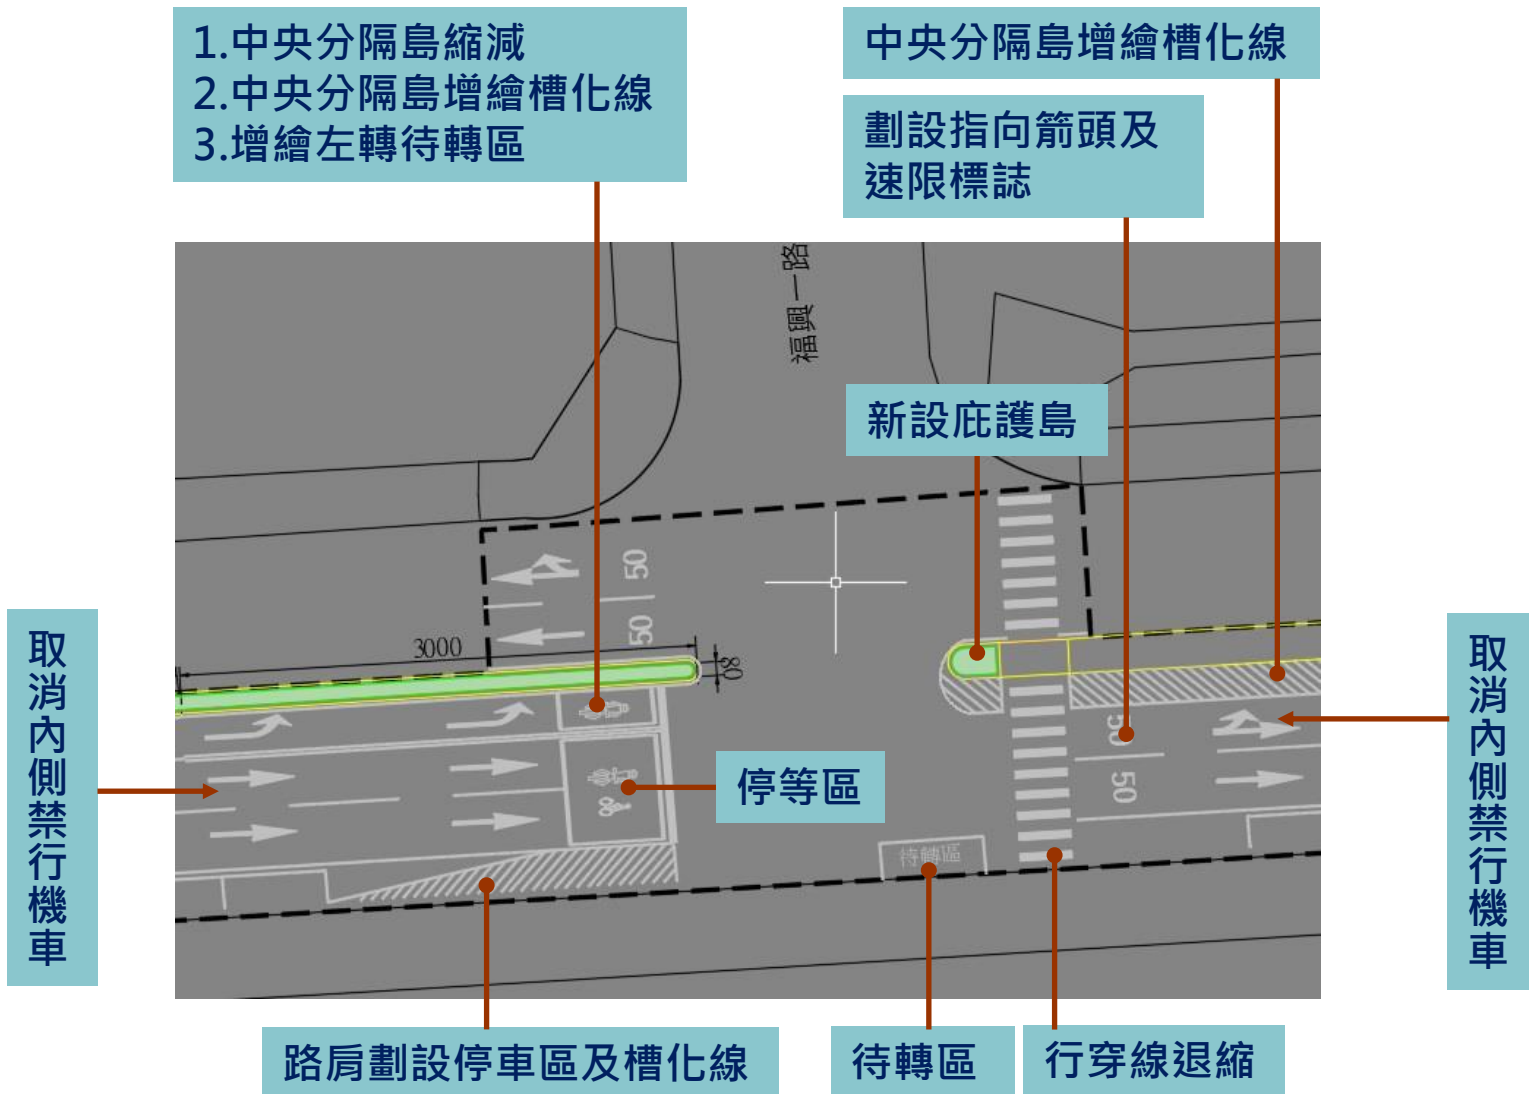 1.中央分隔島縮減
2.中央分隔島增繪槽化線
3.增繪左轉待轉區
中央分隔島增繪槽化線
劃設指向箭頭及
速限標誌
福興一路
新設庇護島
50
50
3000
80
取消內側禁行機車
停等區
50
50
待轉區
取消內側禁行機車
路肩劃設停車區及槽化線
待轉區
行穿線退縮